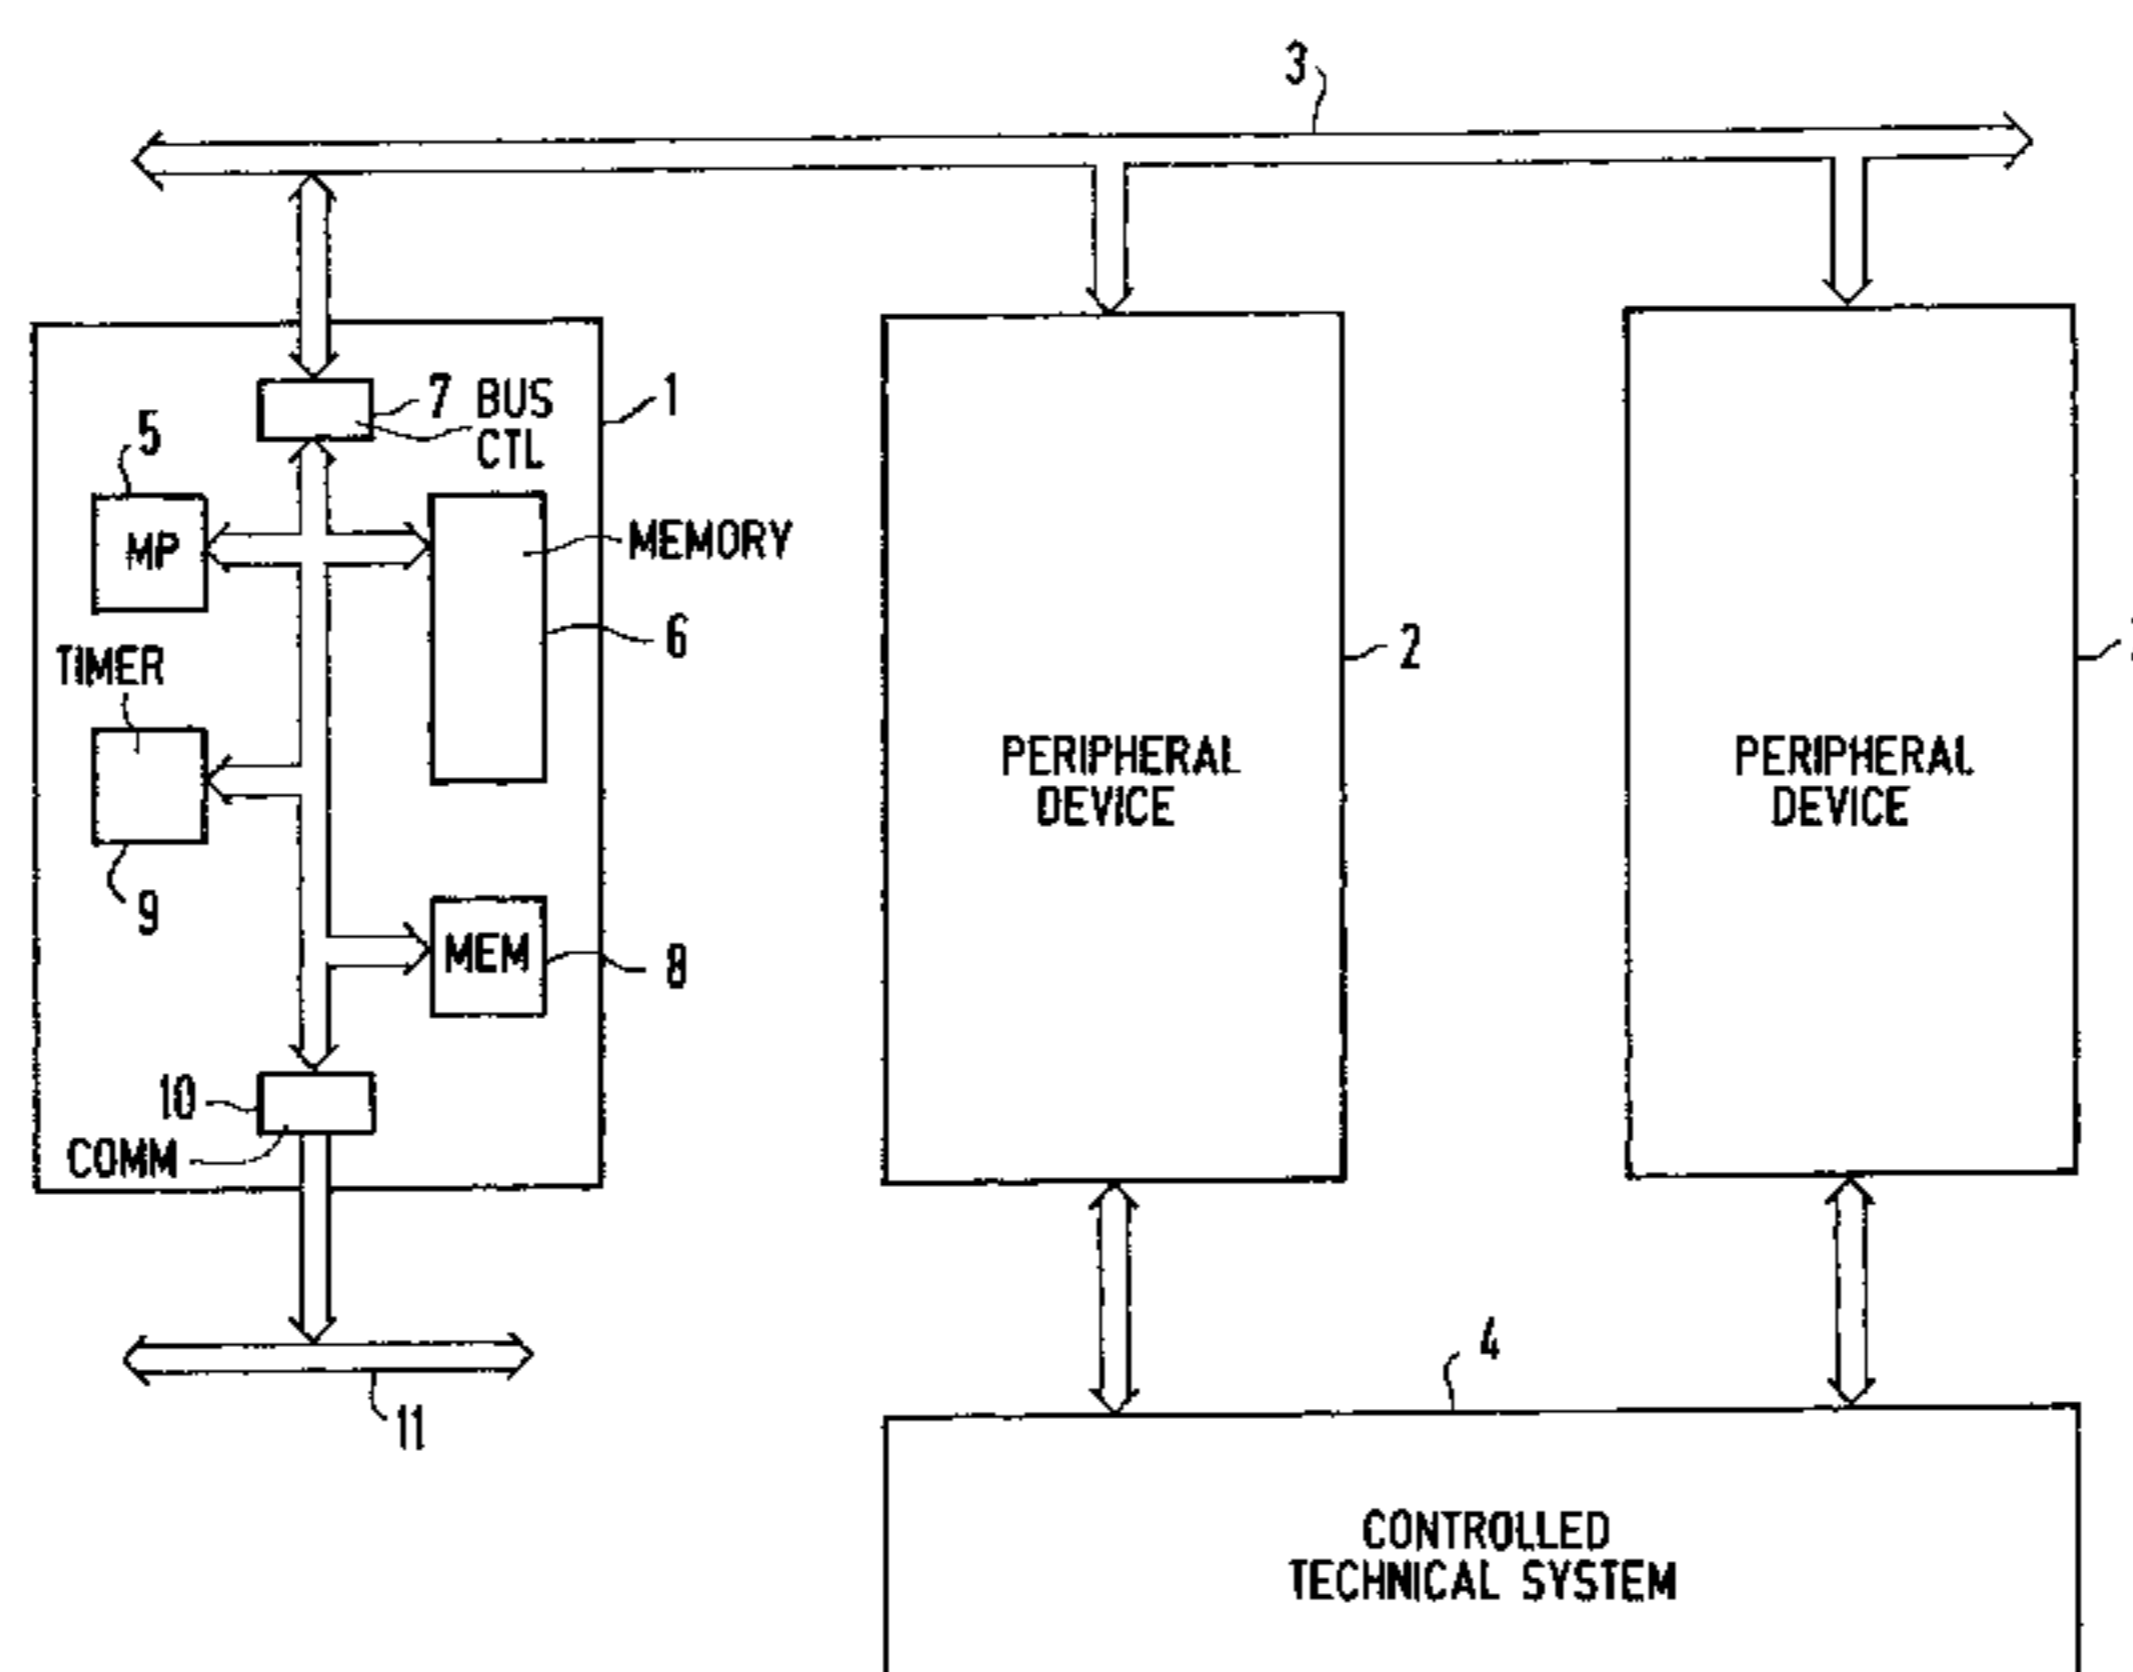 3
7 BUS
CTL
1
5
MP
MEMORY
6
TIMER
9
MEM
8
10
COMM
11
PERIPHERAL
DEVICE
2
PERIPHERAL
DEVICE
4
CONTROLLED
TECHNICAL SYSTEM